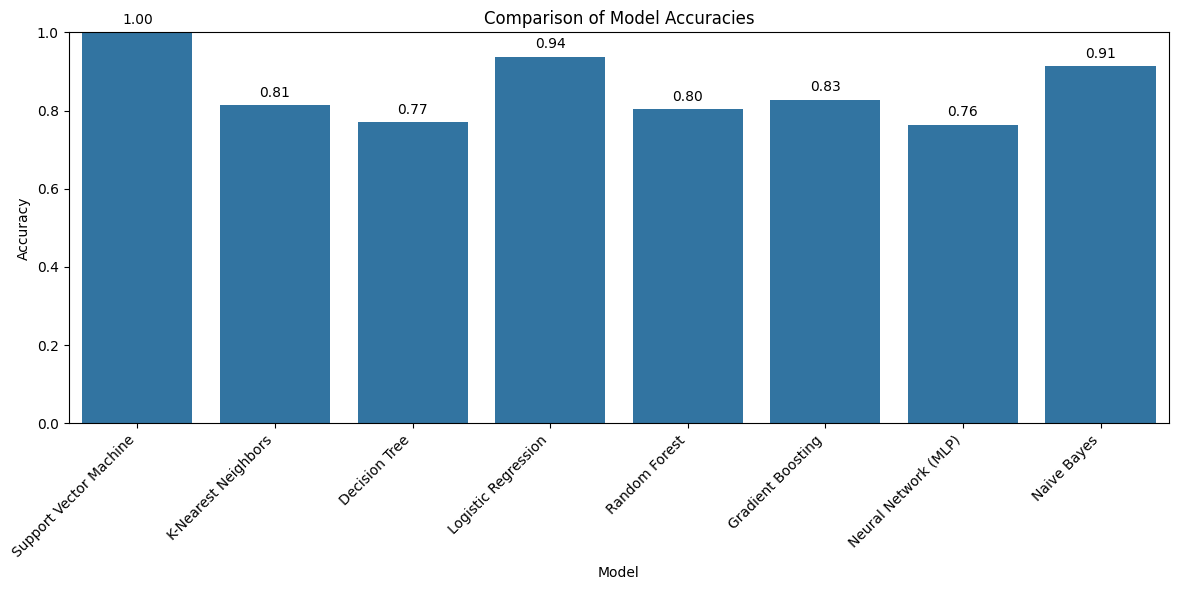 Comparison of Model Accuracies
1.00
0.81
0.77
0.94
0.80
0.83
0.76
0.91
1.0
0.8
0.6
0.4
0.2
0.0
Accuracy
Support Vector Machine
K-Nearest Neighbors
Decision Tree
Logistic Regression
Random Forest
Gradient Boosting
Neural Network (MLP)
Naive Bayes
Model